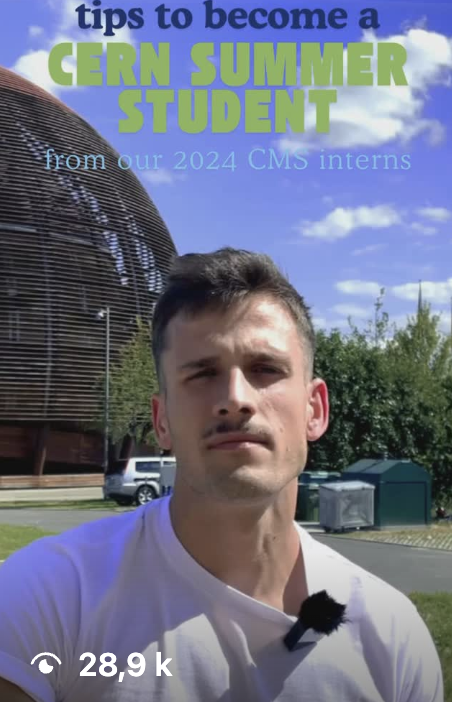 tips to become a
CERN SUMMER
STUDENT
from our 2024 CMS interns
28,9 k